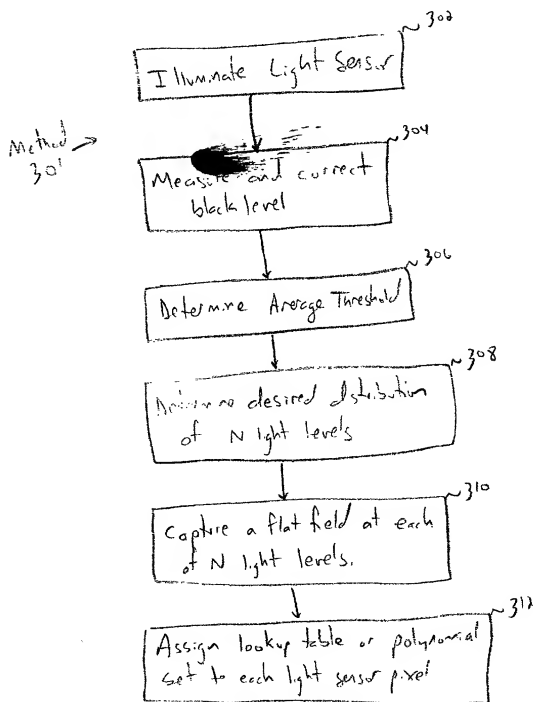 302
Illuminate Light Sensor
Method
301
304
Measure and correct
black level
306
Determine Average Threshold
308
Determine desired distribution
of N light levels
310
Capture a flat field at each
of N light levels.
312
Assign lookup table or polynomial
set to each light sensor pixel